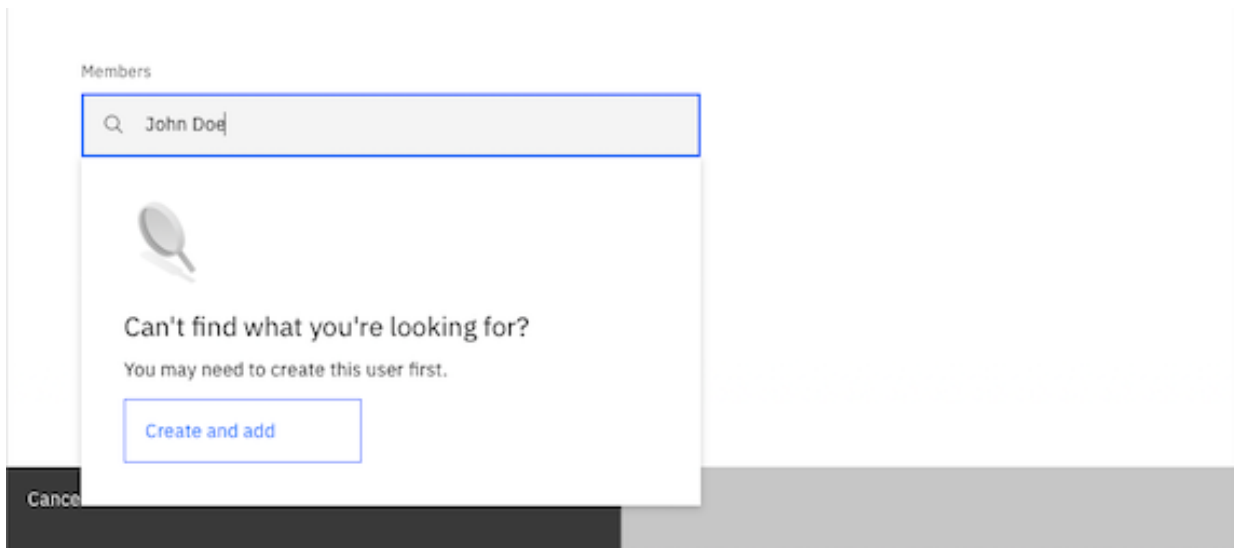 Members
John Doe
Can't find what you're looking for?
You may need to create this user first.
Create and add
Cance